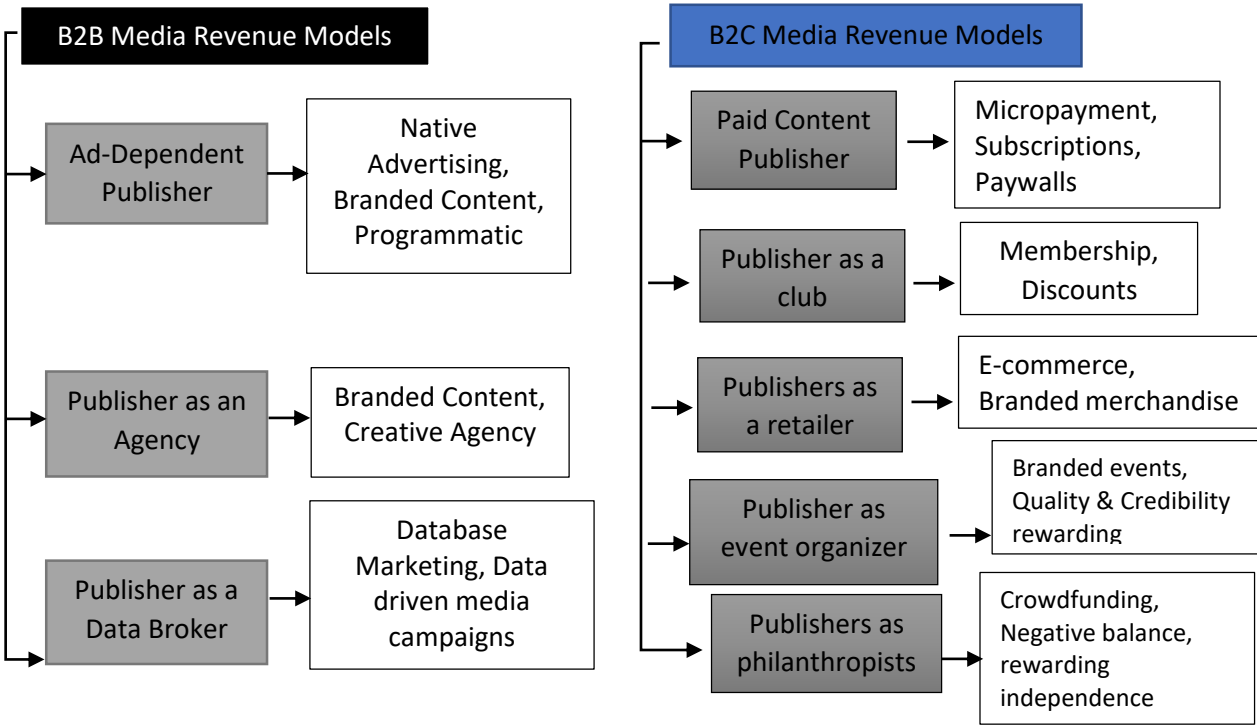 B2B Media Revenue Models
Ad-Dependent
Publisher
Native
Advertising,
Branded Content,
Programmatic
Publisher as an
Agency
Branded Content,
Creative Agency
Publisher as a
Data Broker
Database
Marketing, Data
driven media
campaigns
B2C Media Revenue Models
Paid Content
Publisher
Micropayment,
Subscriptions,
Paywalls
Publisher as a
club
Membership,
Discounts
Publishers as
a retailer
E-commerce,
Branded merchandise
Publisher as
event organizer
Branded events,
Quality & Credibility
rewarding
Publishers as
philanthropists
Crowdfunding,
Negative balance,
rewarding
independence